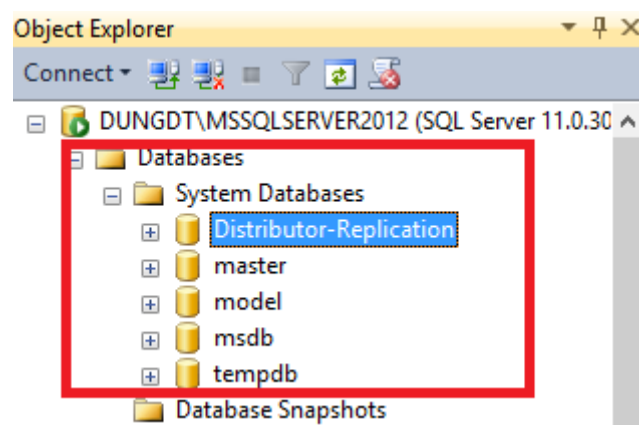 Object Explorer
Connect
DUNGDT\MSSQLSERVER2012 (SQL Server 11.0.30
Databases
System Databases
Distributor-Replication
master
model
msdb
tempdb
Database Snapshots